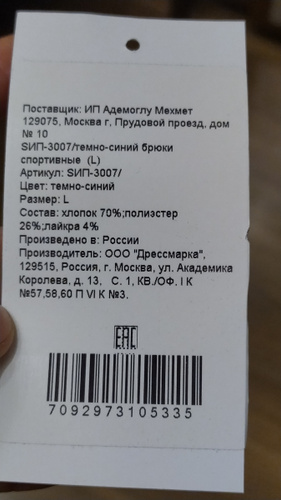 Поставщик: ИП Адемоглу Мехмет
129075, Москва г, Прудовой проезд, дом
№ 10
SИП-3007/темно-синий брюки
спортивные (L)
Артикул: SИП-3007/
Цвет: темно-синий
Размер: L
Состав: хлопок 70%;полиэстер
26%;лайкра 4%
Произведено в: России
Производитель: ООО "Дрессмарка",
129515, Россия, г. Москва, ул. Академика
Королева, д. 13, С. 1, КВ./ОФ. I К
№57,58,60 П VI К №3.
EAC
7092973105335